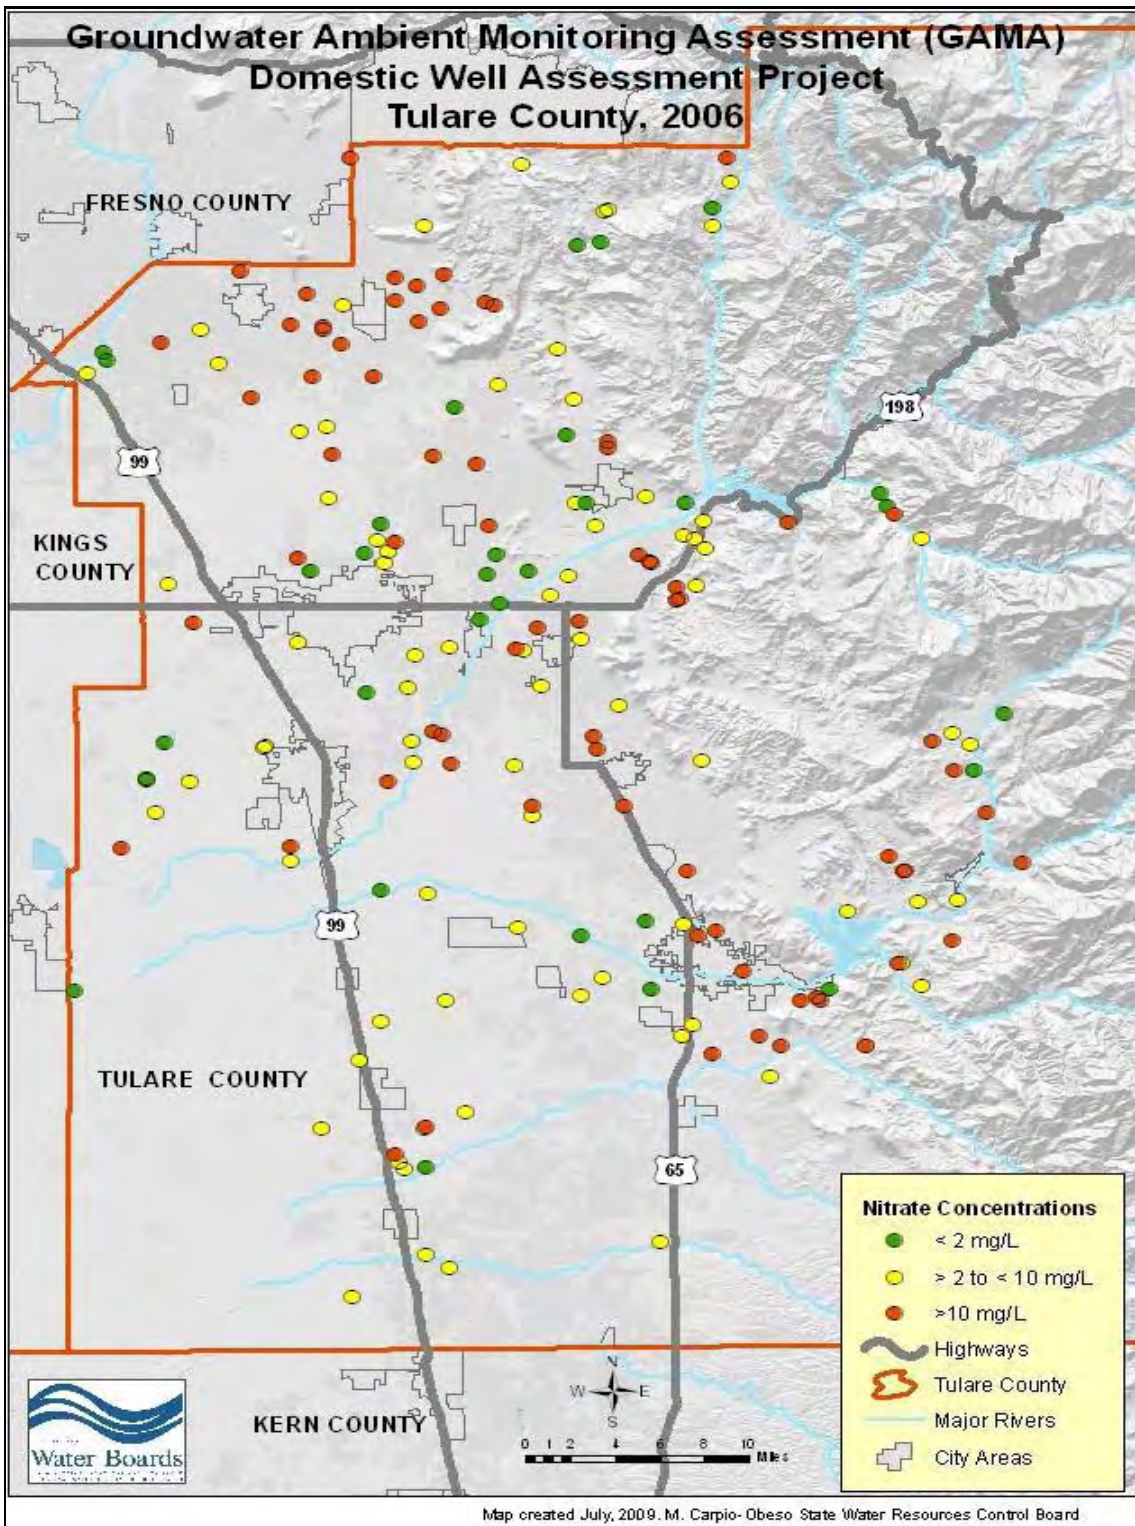 Groundwater Ambient Monitoring Assessment (GAMA)
Domestic Well Assessment Project
Tulare County, 2006
FRESNO COUNTY
198
99
KINGS
COUNTY
99
TULARE COUNTY
65
Nitrate Concentrations
< 2 mg/L
> 2 to < 10 mg/L
>10 mg/L
Highways
Tulare County
Major Rivers
City Areas
N
W E
S
KERN COUNTY
Water Boards
0 1 2 4 6 8 10
Miles
Map created July, 2009. M. Carpio-Obeso State Water Resources Control Board